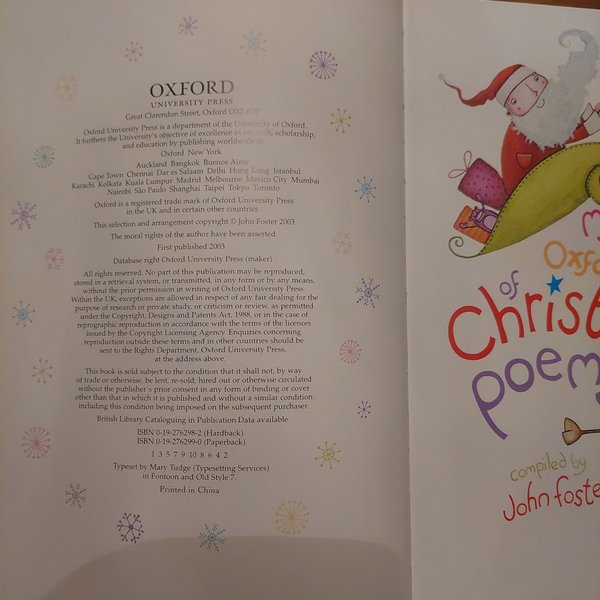 OXFORD
UNIVERSITY PRESS
Great Clarendon Street, Oxford OX2 6DP
Oxford University Press is a department of the University of Oxford.
It furthers the University's objective of excellence in research, scholarship,
and education by publishing worldwide in
Oxford New York
Auckland Bangkok Buenos Aires
Cape Town Chennai Dar es Salaam Delhi Hong Kong Istanbul
Karachi Kolkata Kuala Lumpur Madrid Melbourne Mexico City Mumbai
Nairobi São Paulo Shanghai Taipei Tokyo Toronto
Oxford is a registered trade mark of Oxford University Press
in the UK and in certain other countries
This selection and arrangement copyright © John Foster 2003
The moral rights of the author have been asserted
First published 2003
Database right Oxford University Press (maker)
All rights reserved. No part of this publication may be reproduced,
stored in a retrieval system, or transmitted, in any form or by any means,
without the prior permission in writing of Oxford University Press.
Within the UK, exceptions are allowed in respect of any fair dealing for the
purpose of research or private study, or criticism or review, as permitted
under the Copyright, Designs and Patents Act, 1988, or in the case of
reprographic reproduction in accordance with the terms of the licences
issued by the Copyright Licensing Agency. Enquiries concerning
reproduction outside these terms and in other countries should be
sent to the Rights Department, Oxford University Press,
at the address above.
This book is sold subject to the condition that it shall not, by way
of trade or otherwise, be lent, re-sold, hired out or otherwise circulated
without the publisher's prior consent in any form of binding or cover
other than that in which it is published and without a similar condition
including this condition being imposed on the subsequent purchaser.
British Library Cataloguing in Publication Data available
ISBN 0-19-276298-2 (Hardback)
ISBN 0-19-276299-0 (Paperback)
1 3 5 7 9 10 8 6 4 2
Typeset by Mary Tudge (Typesetting Services)
in Fontoon and Old Style 7.
Printed in China
m
Oxfo
of
Christ
poems
compiled by
John Foste